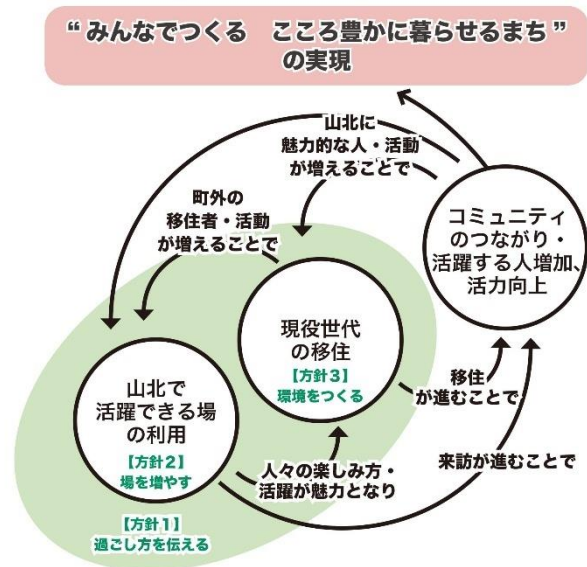 “みんなでつくる　こころ豊かに暮らせるまち”
の実現
山北に
魅力的な人・活動
が増えることで
町外の
移住者・活動
が増えることで
コミュニティ
のつながり・
活躍する人増加、
活力向上
現役世代
の移住
【方針3】
環境をつくる
山北で
活躍できる場
の利用
【方針2】
場を増やす
移住
が進むことで
人々の楽しみ方・
活躍が魅力となり
来訪が進むことで
【方針1】
過ごし方を伝える